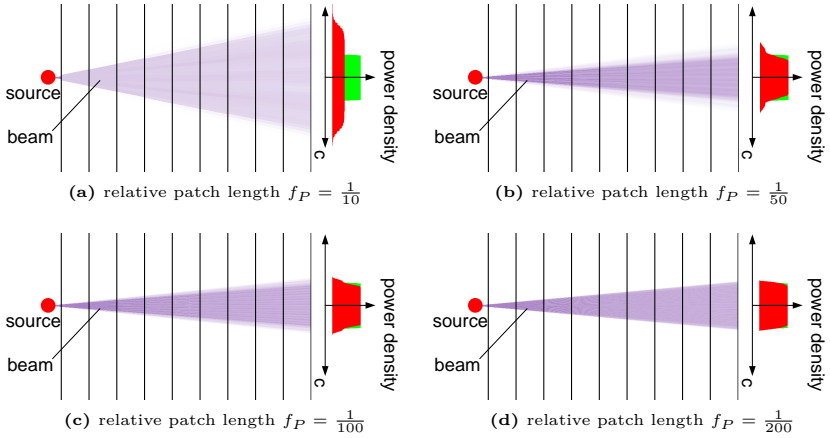 source
beam
c
power density
(a) relative patch length f_P = 1/10
source
beam
c
power density
(b) relative patch length f_P = 1/50
source
beam
c
power density
(c) relative patch length f_P = 1/100
source
beam
c
power density
(d) relative patch length f_P = 1/200